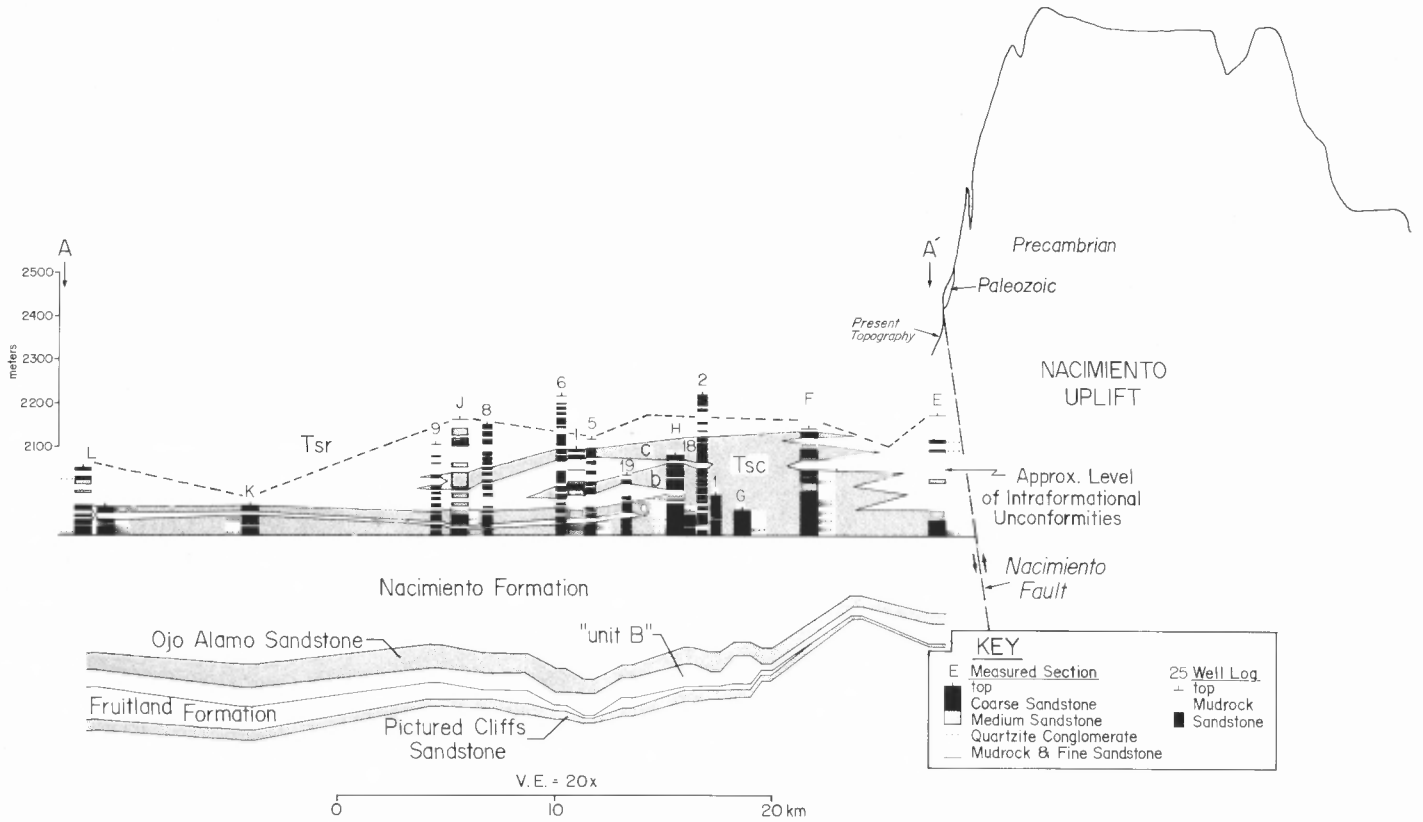 A
A'
2500
2400
2300
2200
2100
meters
Precambrian
Paleozoic
Present
Topography
NACIMIENTO
UPLIFT
L
K
9
J
8
6
I
5
19
H
18
2
1
G
F
E
Tsr
c
b
Tsc
Approx. Level
of Intraformational
Unconformities
Nacimiento
Fault
Nacimiento Formation
Ojo Alamo Sandstone
"unit B"
Fruitland Formation
Pictured Cliffs
Sandstone
V.E. = 20x
0
10
20 km
KEY
E Measured Section
top
Coarse Sandstone
Medium Sandstone
Quartzite Conglomerate
Mudrock & Fine Sandstone
25 Well Log
top
Mudrock
Sandstone